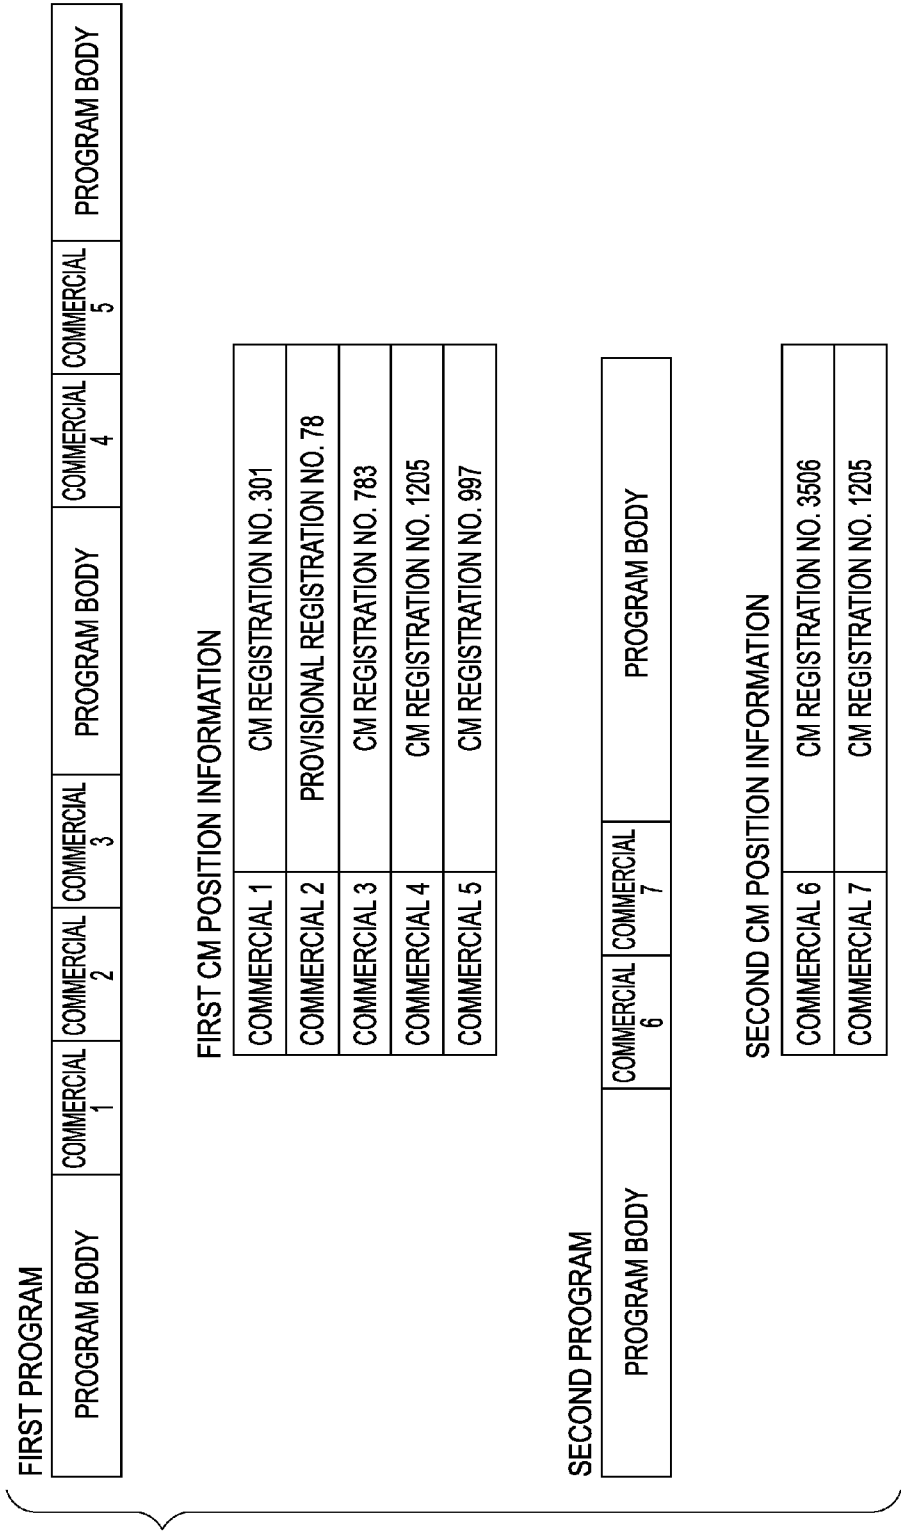 FIRST PROGRAM
PROGRAM BODY
COMMERCIAL
1
COMMERCIAL
2
COMMERCIAL
3
PROGRAM BODY
COMMERCIAL
4
COMMERCIAL
5
PROGRAM BODY
FIRST CM POSITION INFORMATION
COMMERCIAL 1 CM REGISTRATION NO. 301
COMMERCIAL 2 PROVISIONAL REGISTRATION NO. 78
COMMERCIAL 3 CM REGISTRATION NO. 783
COMMERCIAL 4 CM REGISTRATION NO. 1205
COMMERCIAL 5 CM REGISTRATION NO. 997
SECOND PROGRAM
PROGRAM BODY
COMMERCIAL
6
COMMERCIAL
7
PROGRAM BODY
SECOND CM POSITION INFORMATION
COMMERCIAL 6 CM REGISTRATION NO. 3506
COMMERCIAL 7 CM REGISTRATION NO. 1205